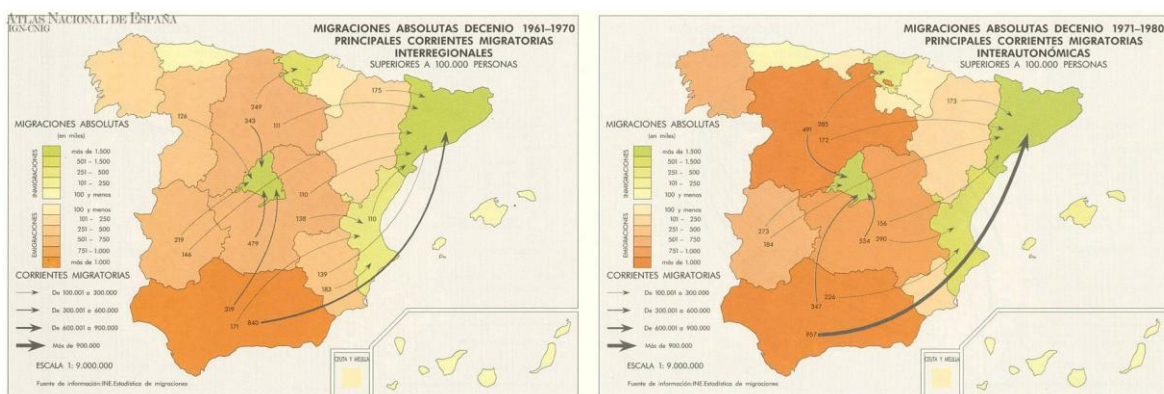 ATLAS NACIONAL DE ESPAÑA
IGN-CNIG
MIGRACIONES ABSOLUTAS DECENIO 1961–1970
PRINCIPALES CORRIENTES MIGRATORIAS
INTERREGIONALES
SUPERIORES A 100.000 PERSONAS
175
249
343
111
126
110
138
110
219
146
479
139
183
319
171
840
MIGRACIONES ABSOLUTAS
(en miles)
INMIGRACIONES
más de 1.500
501 – 1.500
251 – 500
101 – 250
100 y menos
EMIGRACIONES
100 y menos
101 – 250
251 – 500
501 – 750
751 – 1.000
más de 1.000
CORRIENTES MIGRATORIAS
De 100.001 a 300.000
De 300.001 a 600.000
De 600.001 a 900.000
Más de 900.000
ESCALA 1: 9.000.000
Fuente de información:INE.Estadística de migraciones
CEUTA Y MELILLA
MIGRACIONES ABSOLUTAS DECENIO 1971–1980
PRINCIPALES CORRIENTES MIGRATORIAS
INTERAUTONÓMICAS
SUPERIORES A 100.000 PERSONAS
173
385
491
172
156
290
273
184
554
226
347
957
MIGRACIONES ABSOLUTAS
(en miles)
INMIGRACIONES
más de 1.500
501 – 1.500
251 – 500
101 – 250
100 y menos
EMIGRACIONES
100 y menos
101 – 250
251 – 500
501 – 750
751 – 1.000
más de 1.000
CORRIENTES MIGRATORIAS
De 100.001 a 300.000
De 300.001 a 600.000
De 600.001 a 900.000
Más de 900.000
ESCALA 1: 9.000.000
Fuente de información:INE.Estadística de migraciones
CEUTA Y MELILLA